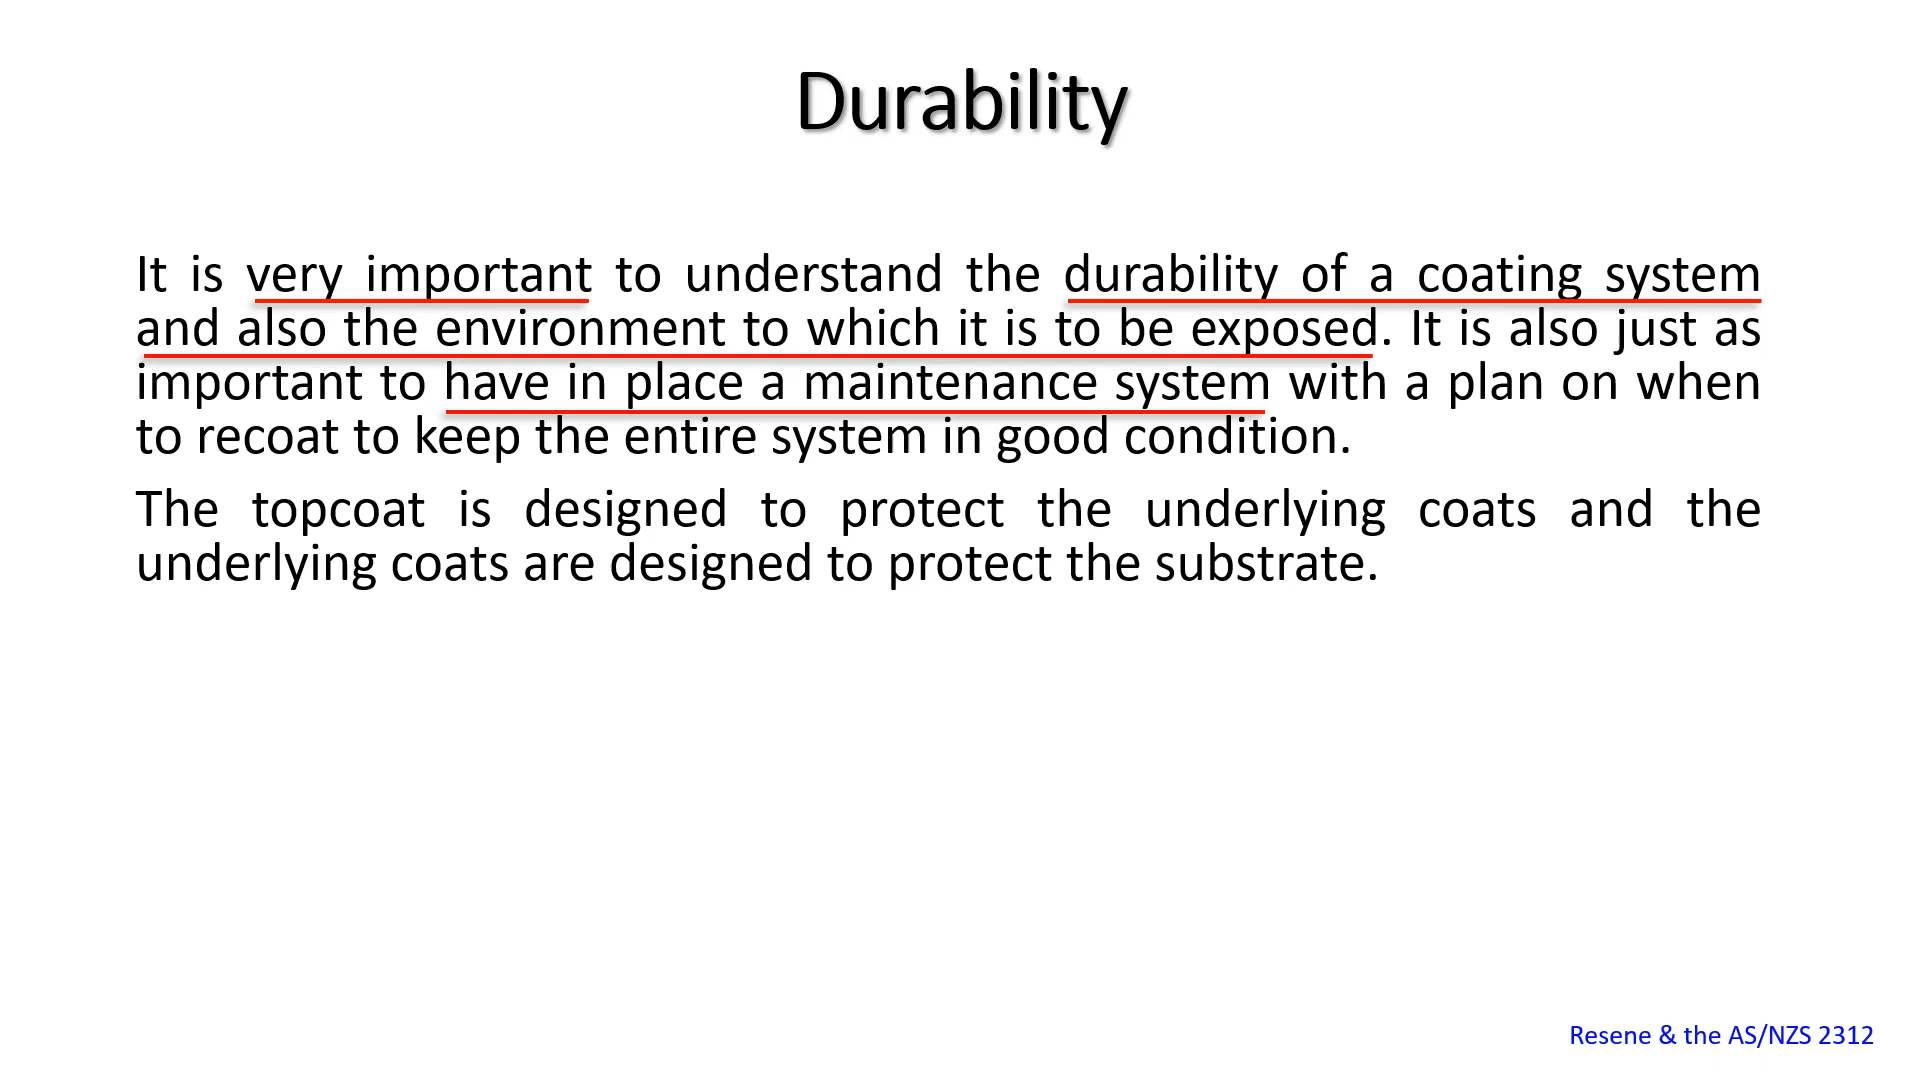 Durability
It is very important to understand the durability of a coating system
and also the environment to which it is to be exposed. It is also just as
important to have in place a maintenance system with a plan on when
to recoat to keep the entire system in good condition.
The topcoat is designed to protect the underlying coats and the
underlying coats are designed to protect the substrate.
Resene & the AS/NZS 2312